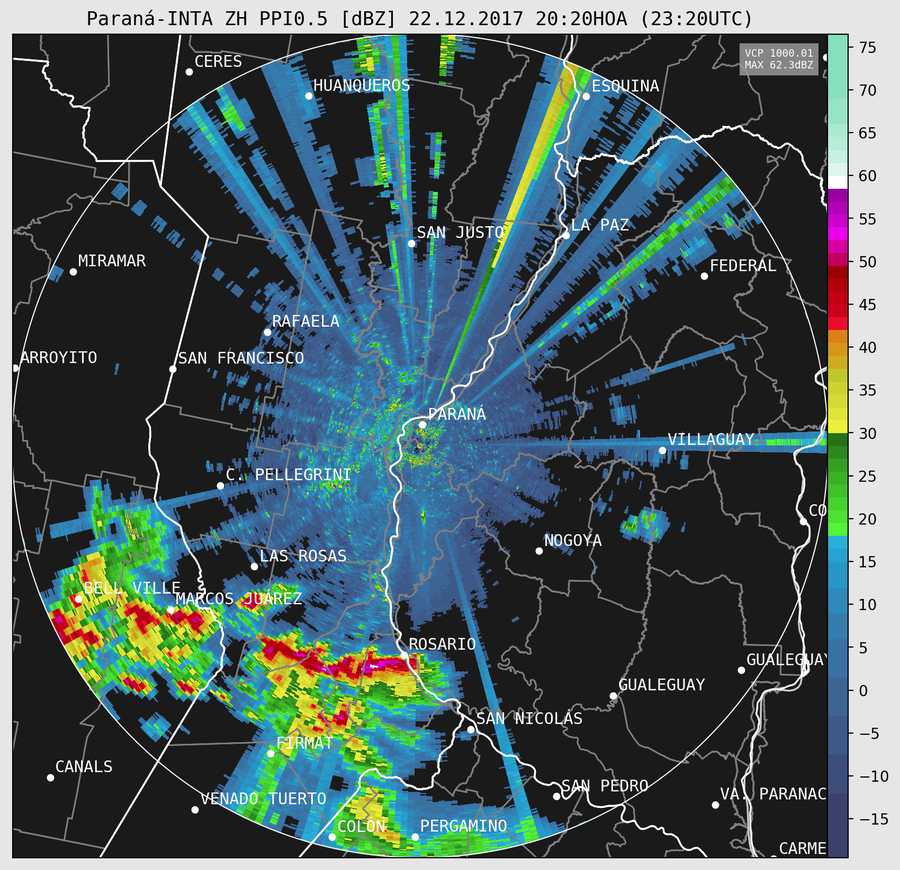 Paraná-INTA ZH PPI0.5 [dBZ] 22.12.2017 20:20HOA (23:20UTC)
VCP 1000.01
MAX 62.3dBZ
CERES
HUANQUEROS
ESQUINA
SAN JUSTO
LA PAZ
MIRAMAR
FEDERAL
RAFAELA
ARROYITO
SAN FRANCISCO
PARANÁ
VILLAGUAY
C. PELLEGRINI
CO
NOGOYA
LAS ROSAS
BELL VILLE
MARCOS JUÁREZ
ROSARIO
GUALEGUAY
GUALEGUAY
SAN NICOLÁS
FIRMAT
CANALS
SAN PEDRO
VENADO TUERTO
VA. PARANAC
COLÓN
PERGAMINO
CARME
75
70
65
60
55
50
45
40
35
30
25
20
15
10
5
0
−5
−10
−15